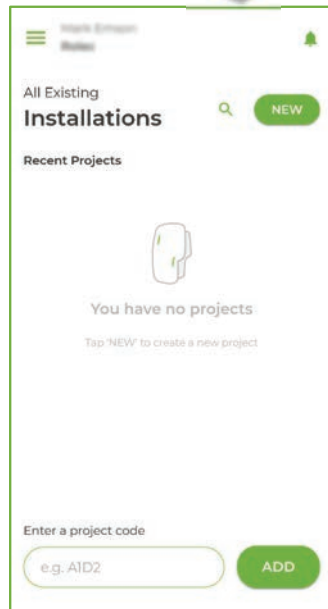 All Existing
Installations
NEW
Recent Projects
You have no projects
Tap 'NEW' to create a new project
Enter a project code
e.g. A1D2
ADD